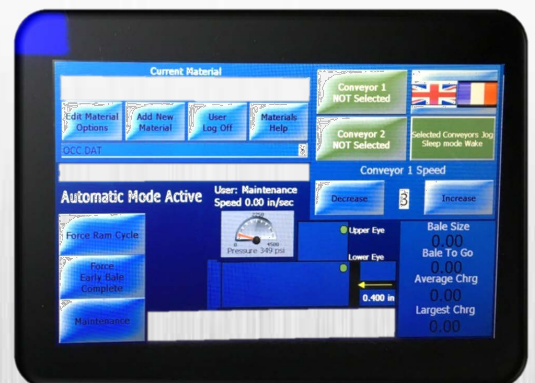 Current Material
Edit Material Options
Add New Material
User Log Off
Materials Help
OCC.DAT
Conveyor 1
NOT Selected
Conveyor 2
NOT Selected
Selected Conveyors Jog
Sleep mode Wake
Conveyor 1 Speed
Decrease
3
Increase
Automatic Mode Active
User: Maintenance
Speed 0.00 in/sec
Force Ram Cycle
Force
Early Bale
Complete
Maintenance
2250
0
4500
Pressure 349 psi
Upper Eye
Lower Eye
0.400 in
Bale Size
0.00
Bale To Go
0.00
Average Chrg
0.00
Largest Chrg
0.00